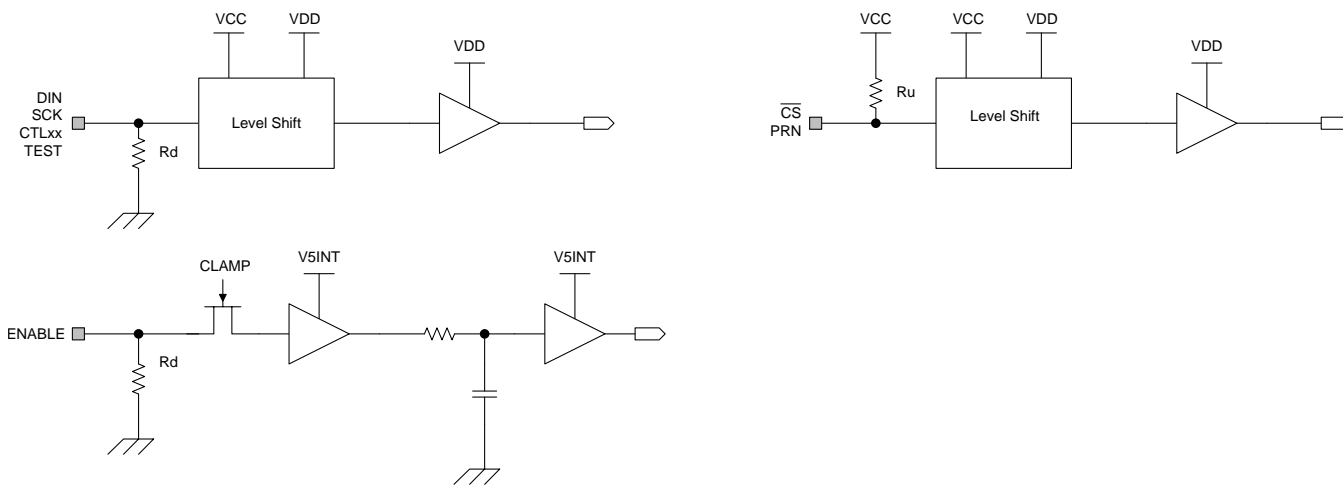 VCC
VDD
VDD
DIN
SCK
CTLxx
TEST
Rd
Level Shift
VCC
VCC
VDD
VDD
Ru
CS
PRN
Level Shift
CLAMP
V5INT
V5INT
ENABLE
Rd